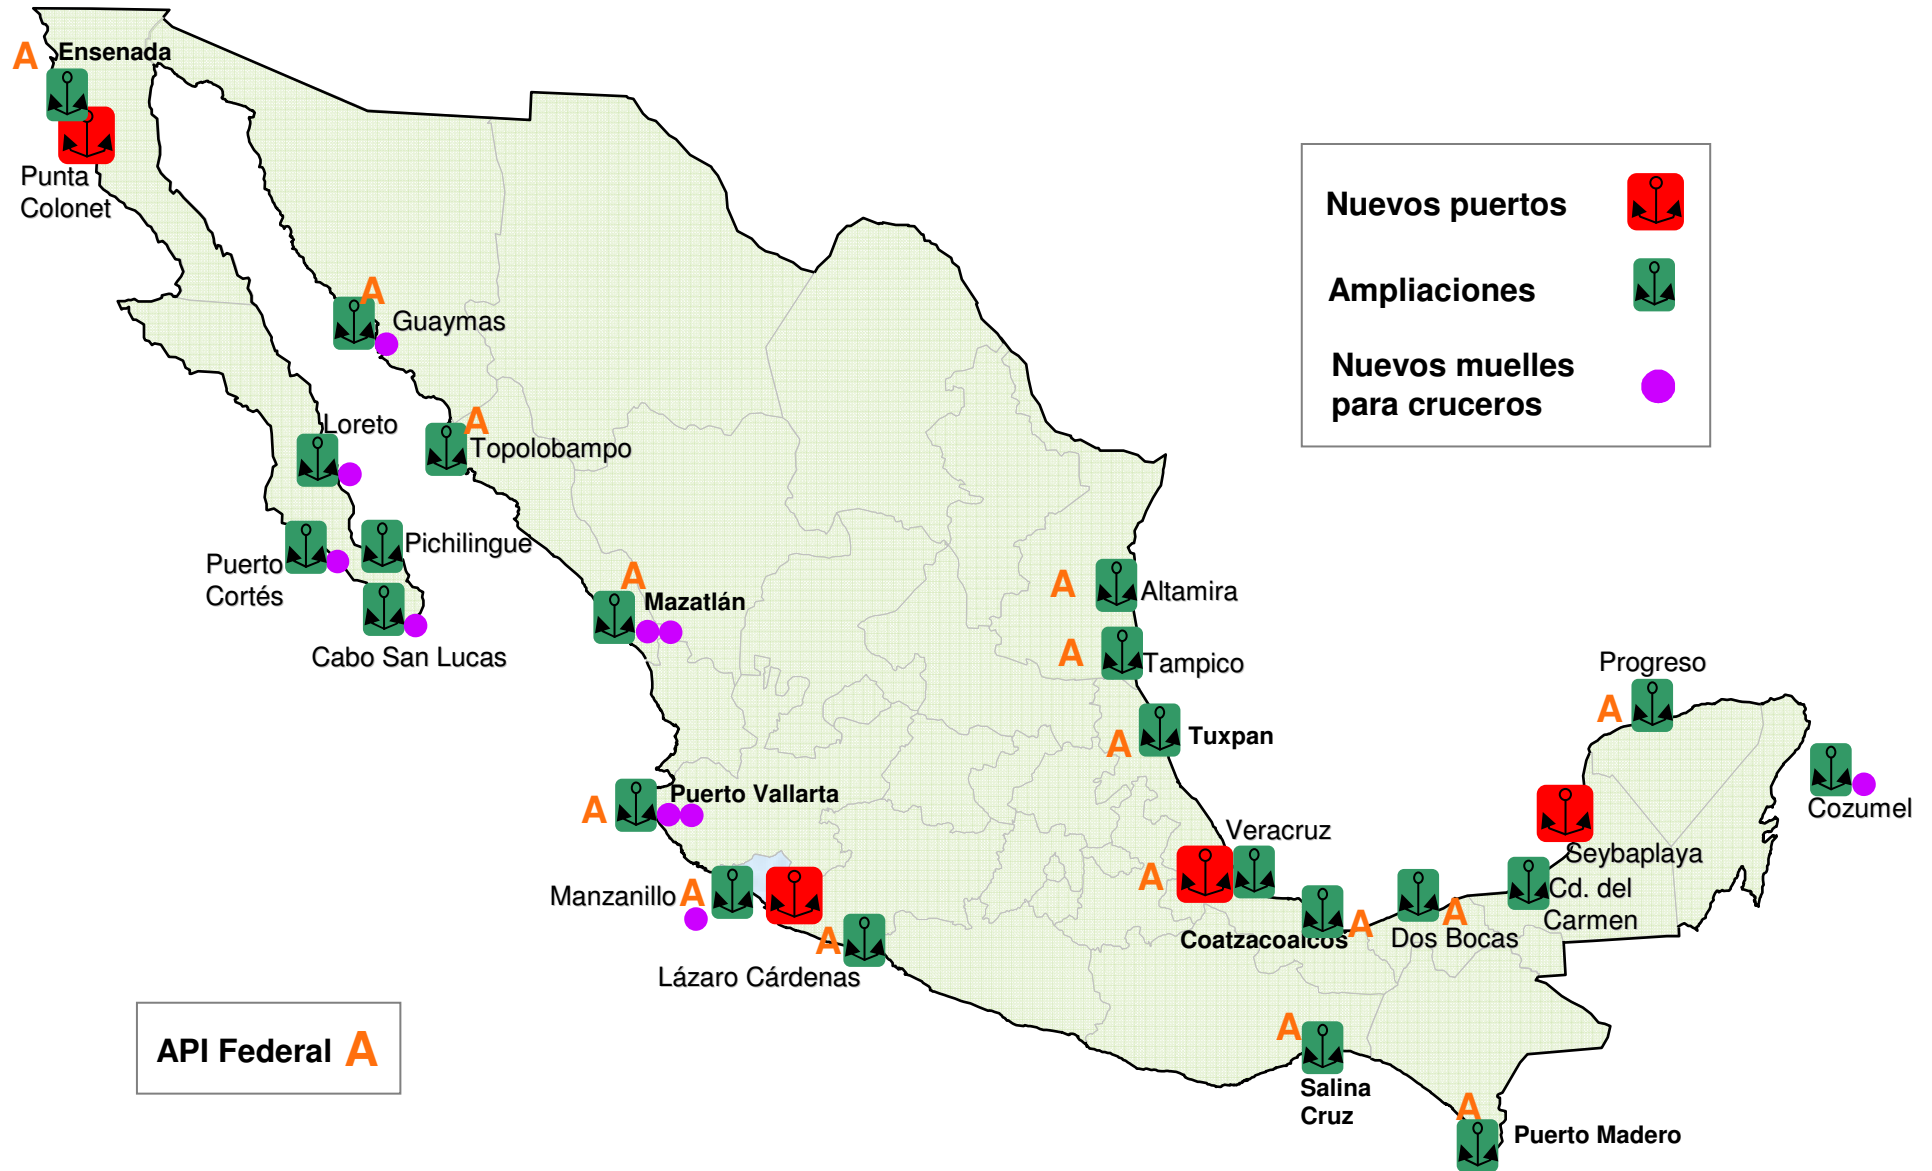 A
Ensenada
Punta
Colonet
A
Guaymas
A
Topolobampo
Loreto
Pichilingue
Puerto
Cortés
Cabo San Lucas
A
Mazatlán
A
Puerto Vallarta
Manzanillo
A
A
Lázaro Cárdenas
A
Altamira
A
Tampico
A
Tuxpan
A
Veracruz
Coatzacoalcos
A
Dos Bocas
A
Cd. del
Carmen
Seybaplaya
A
Progreso
Cozumel
A
Salina
Cruz
A
Puerto Madero
Nuevos puertos
Ampliaciones
Nuevos muelles
para cruceros
API Federal A